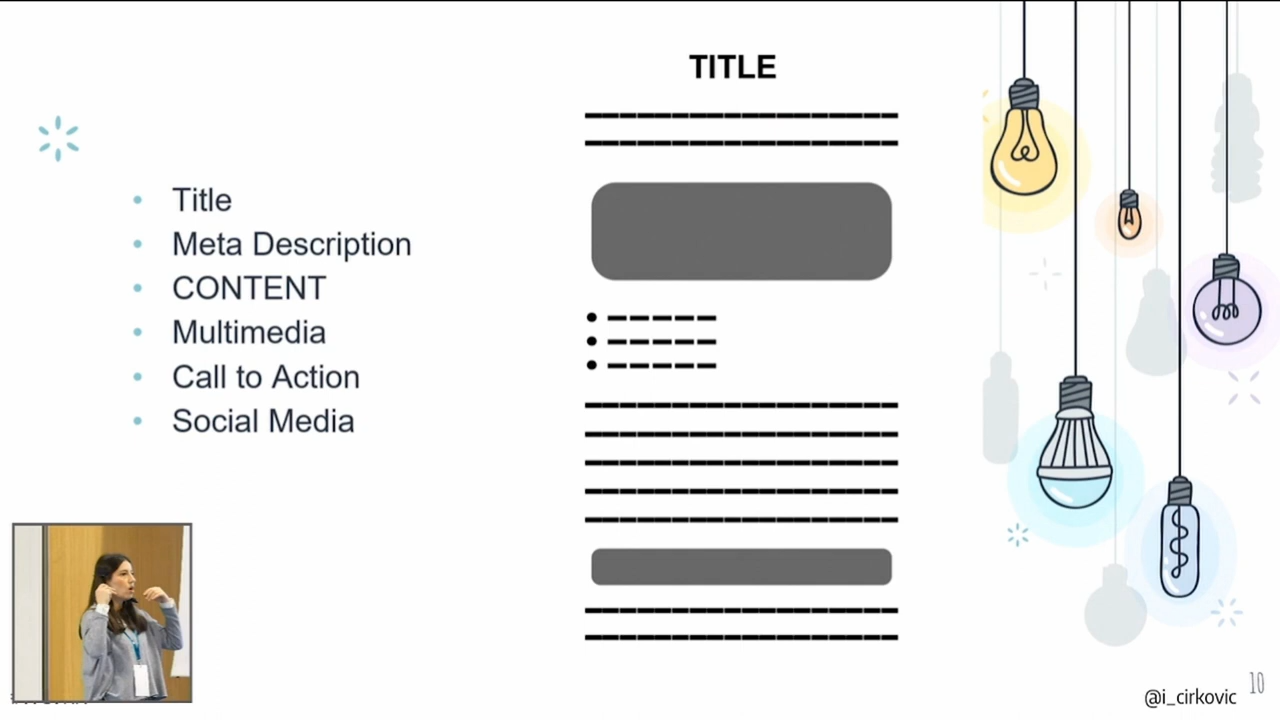 Title
Meta Description
CONTENT
Multimedia
Call to Action
Social Media
TITLE
@i_cirkovic
10